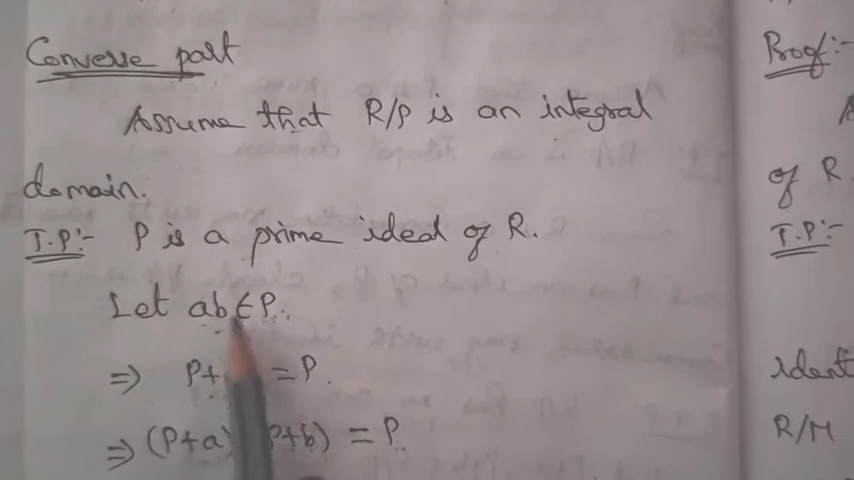 Converse part
Assume that R/P is an integral
domain.
T.P:- P is a prime ideal of R.
Let ab ∈ P.
⇒ P+ = P.
⇒ (P+a) P+b) = P.
Proof:-
A
of R
T.P:-
ident
R/M